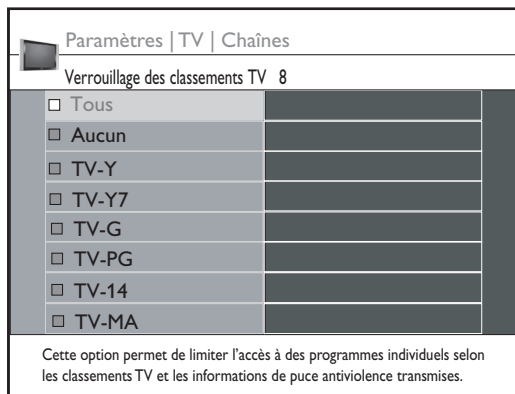 Paramètres | TV | Chaînes
Verrouillage des classements TV 8
Tous
Aucun
TV-Y
TV-Y7
TV-G
TV-PG
TV-14
TV-MA
Cette option permet de limiter l’accès à des programmes individuels selon
les classements TV et les informations de puce antiviolence transmises.